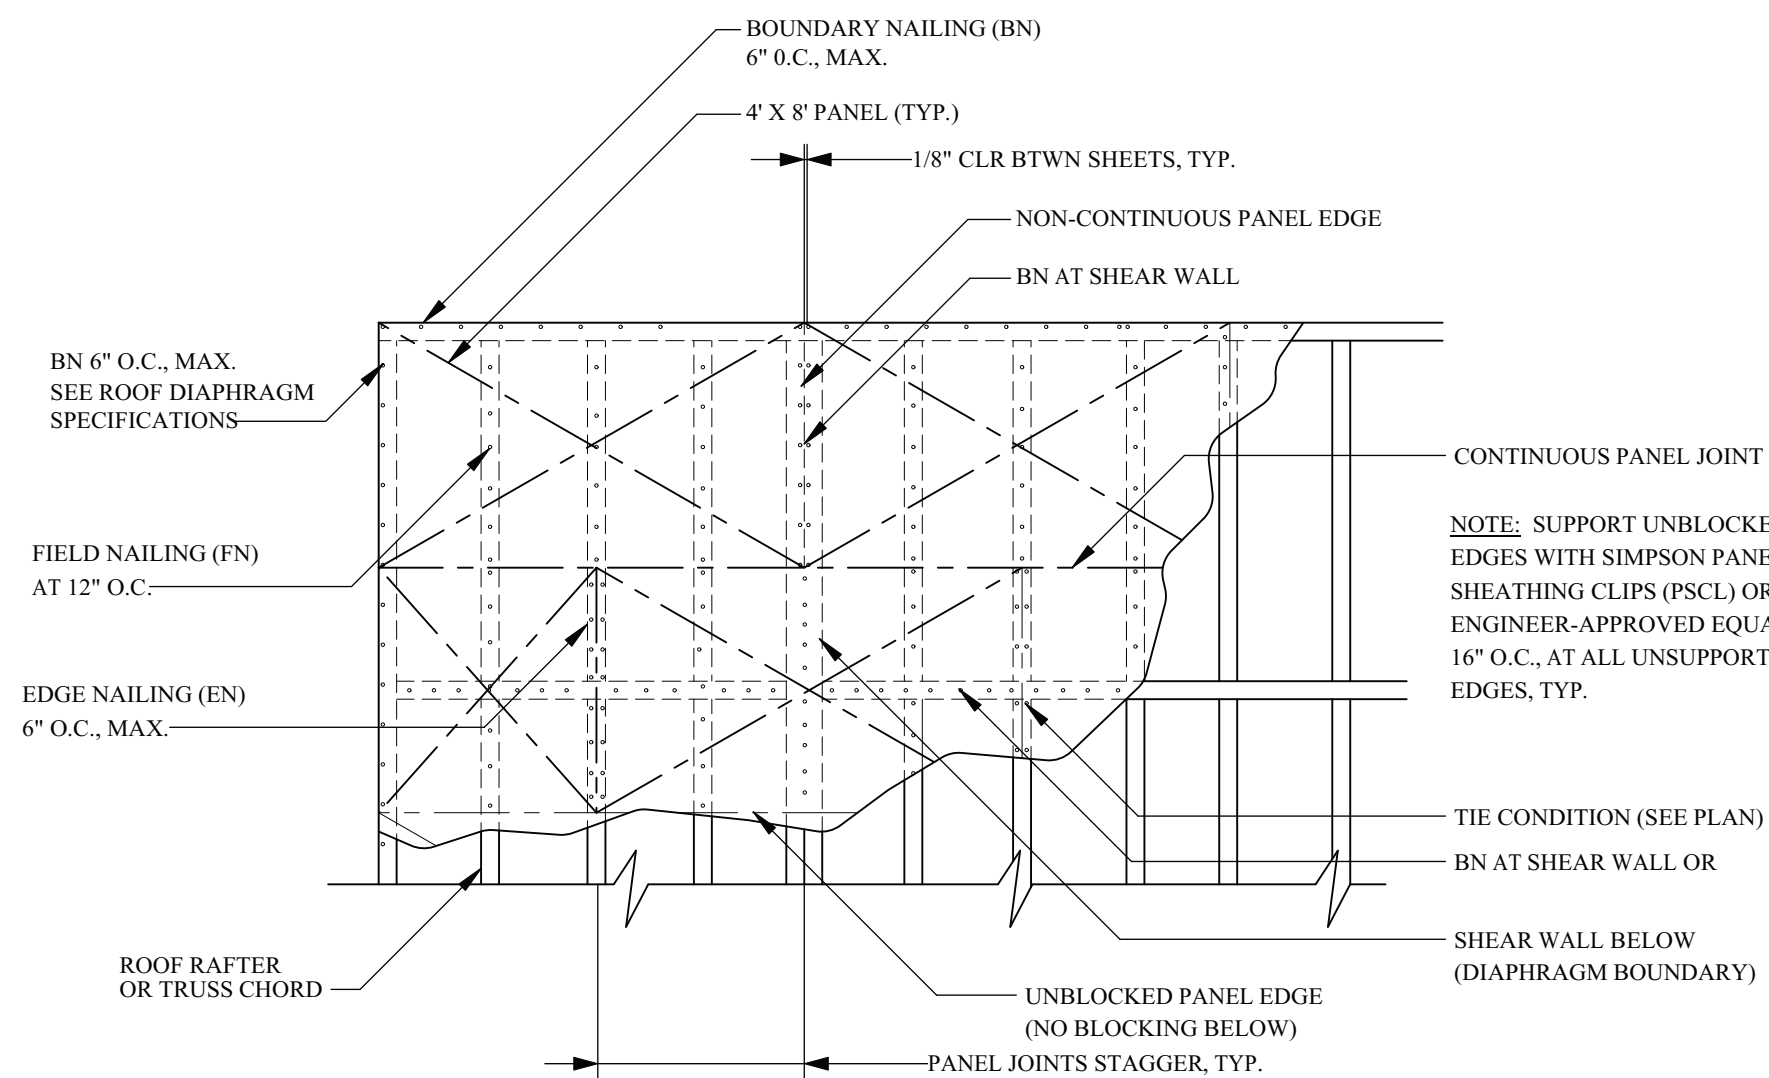 BOUNDARY NAILING (BN)
6" 0.C., MAX.
4' X 8' PANEL (TYP.)
1/8" CLR BTWN SHEETS, TYP.
NON-CONTINUOUS PANEL EDGE
BN AT SHEAR WALL
BN 6" O.C., MAX.
SEE ROOF DIAPHRAGM
SPECIFICATIONS
CONTINUOUS PANEL JOINT
NOTE: SUPPORT UNBLOCKE
EDGES WITH SIMPSON PANE
SHEATHING CLIPS (PSCL) OR
ENGINEER-APPROVED EQUA
16" O.C., AT ALL UNSUPPORT
EDGES, TYP.
FIELD NAILING (FN)
AT 12" O.C.
EDGE NAILING (EN)
6" O.C., MAX.
TIE CONDITION (SEE PLAN)
BN AT SHEAR WALL OR
SHEAR WALL BELOW
(DIAPHRAGM BOUNDARY)
ROOF RAFTER
OR TRUSS CHORD
UNBLOCKED PANEL EDGE
(NO BLOCKING BELOW)
PANEL JOINTS STAGGER, TYP.